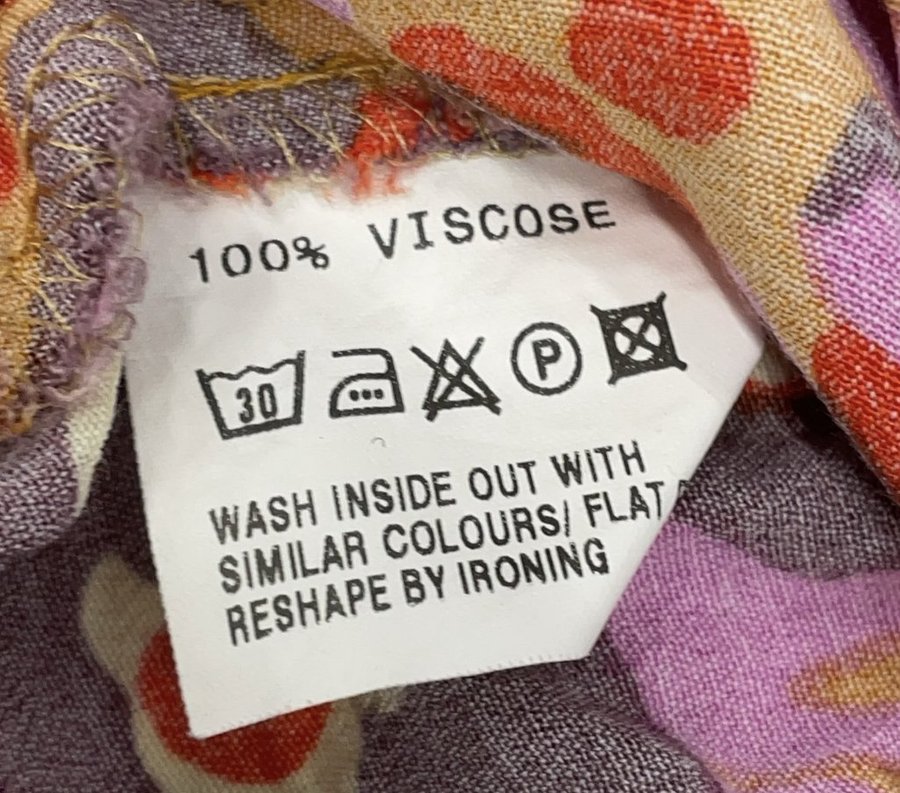 100% VISCOSE
30 P
WASH INSIDE OUT WITH
SIMILAR COLOURS/ FLAT
RESHAPE BY IRONING